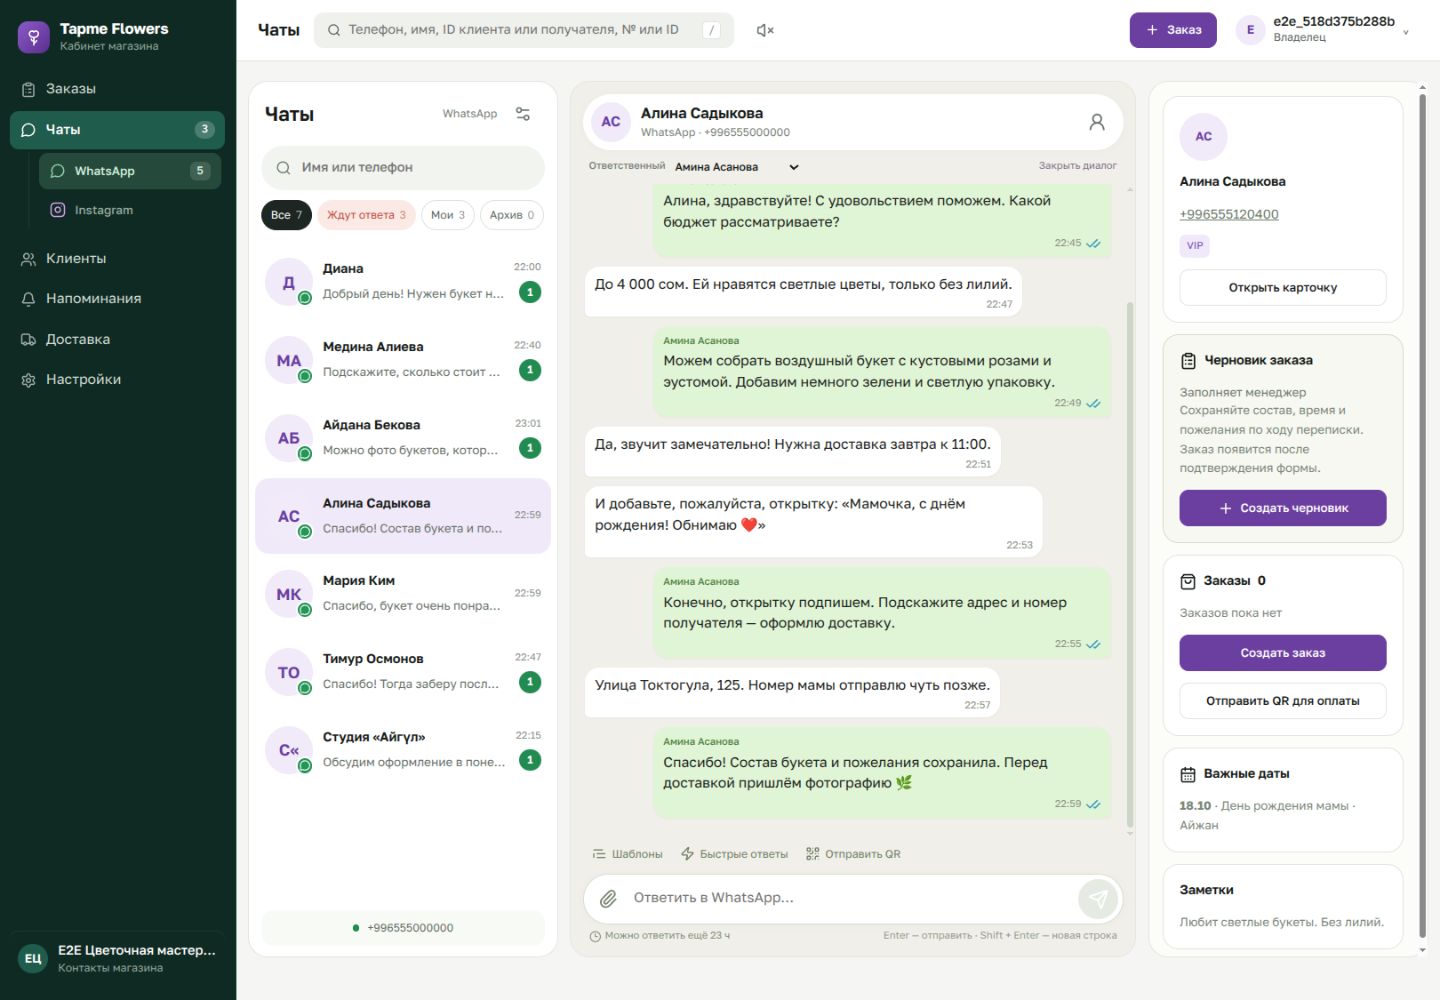 Tapme Flowers
Кабинет магазина
Заказы
Чаты 3
WhatsApp 5
Instagram
Клиенты
Напоминания
Доставка
Настройки
ЕЦ
E2E Цветочная мастер...
Контакты магазина
Чаты
Телефон, имя, ID клиента или получателя, № или ID /
+ Заказ
E
e2e_518d375b288b
Владелец
Чаты WhatsApp
Имя или телефон
Все 7 Ждут ответа 3 Мои 3 Архив 0
Д
Диана 22:00
Добрый день! Нужен букет н... 1
МА
Медина Алиева 22:40
Подскажите, сколько стоит ... 1
АБ
Айдана Бекова 23:01
Можно фото букетов, котор... 1
АС
Алина Садыкова 22:59
Спасибо! Состав букета и по...
МК
Мария Ким 22:59
Спасибо, букет очень понра...
ТО
Тимур Осмонов 22:47
Спасибо! Тогда заберу посл... 1
С«
Студия «Айгүл» 22:15
Обсудим оформление в поне... 1
+996555000000
АС
Алина Садыкова
WhatsApp · +996555000000
Ответственный Амина Асанова Закрыть диалог
Алина, здравствуйте! С удовольствием поможем. Какой
бюджет рассматриваете?
22:45
До 4 000 сом. Ей нравятся светлые цветы, только без лилий.
22:47
Амина Асанова
Можем собрать воздушный букет с кустовыми розами и
эустомой. Добавим немного зелени и светлую упаковку.
22:49
Да, звучит замечательно! Нужна доставка завтра к 11:00.
22:51
И добавьте, пожалуйста, открытку: «Мамочка, с днём
рождения! Обнимаю ❤️»
22:53
Амина Асанова
Конечно, открытку подпишем. Подскажите адрес и номер
получателя — оформлю доставку.
22:55
Улица Токтогула, 125. Номер мамы отправлю чуть позже.
22:57
Амина Асанова
Спасибо! Состав букета и пожелания сохранила. Перед
доставкой пришлём фотографию 🌿
22:59
Шаблоны Быстрые ответы Отправить QR
Ответить в WhatsApp...
Можно ответить ещё 23 ч Enter — отправить · Shift + Enter — новая строка
АС
Алина Садыкова
+996555120400
VIP
Открыть карточку
Черновик заказа
Заполняет менеджер
Сохраняйте состав, время и
пожелания по ходу переписки.
Заказ появится после
подтверждения формы.
+ Создать черновик
Заказы 0
Заказов пока нет
Создать заказ
Отправить QR для оплаты
Важные даты
18.10 · День рождения мамы ·
Айжан
Заметки
Любит светлые букеты. Без лилий.